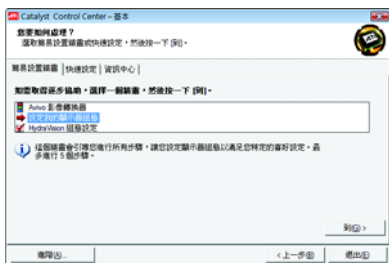 Catalyst Control Center – 基本
您要如何處理？
選取簡易設置精靈或快速設定，然後按一下 [到]。
簡易設置精靈 快速設定 資訊中心
如需取得逐步協助，選擇一個精靈，然後按一下 [到]。
Avivo 影像轉換器
設定我的顯示器組態
HydraVision 組態設定
這個精靈會引導您進行所有步驟，讓您設定顯示器組態以滿足您特定的喜好設定。最
多進行 5 個步驟。
到(G) >
進階(A)...
< 上一步(B)
退出(E)